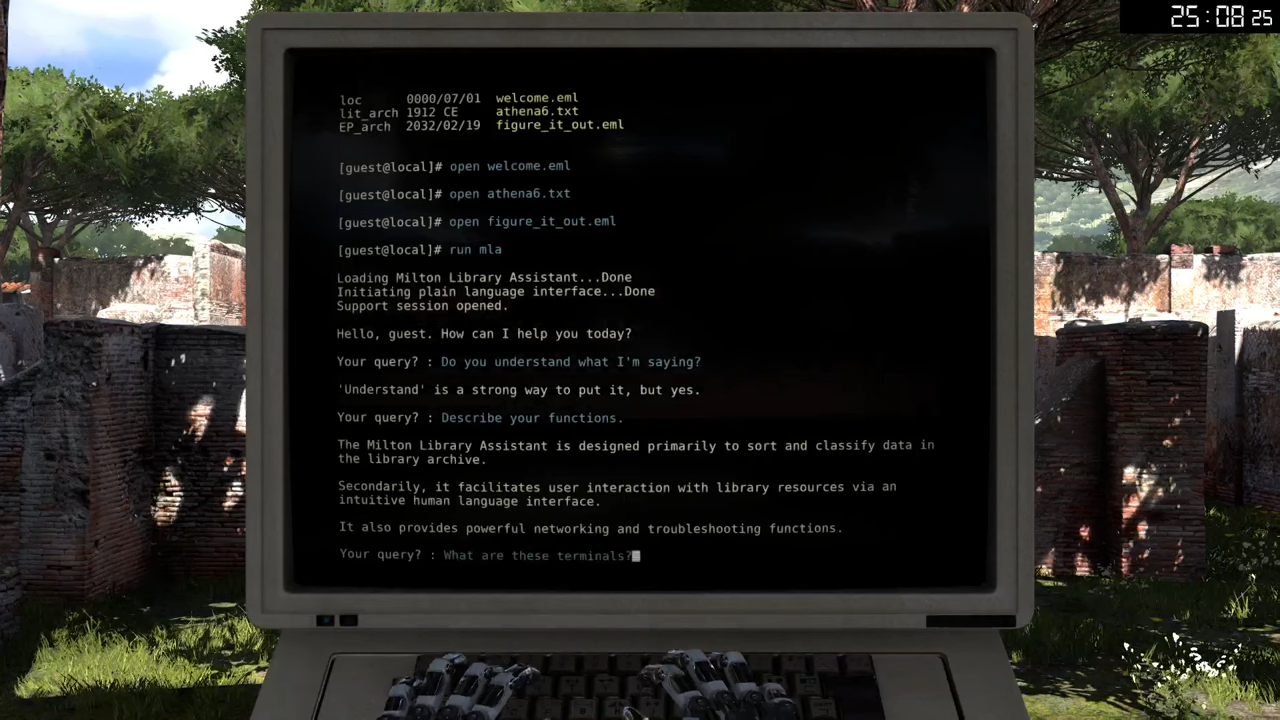 25:08 25
loc 0000/07/01 welcome.eml
lit_arch 1912 CE athena6.txt
EP_arch 2032/02/19 figure_it_out.eml
[guest@local]# open welcome.eml
[guest@local]# open athena6.txt
[guest@local]# open figure_it_out.eml
[guest@local]# run mla
Loading Milton Library Assistant...Done
Initiating plain language interface...Done
Support session opened.
Hello, guest. How can I help you today?
Your query? : Do you understand what I'm saying?
'Understand' is a strong way to put it, but yes.
Your query? : Describe your functions.
The Milton Library Assistant is designed primarily to sort and classify data in
the library archive.
Secondarily, it facilitates user interaction with library resources via an
intuitive human language interface.
It also provides powerful networking and troubleshooting functions.
Your query? : What are these terminals?